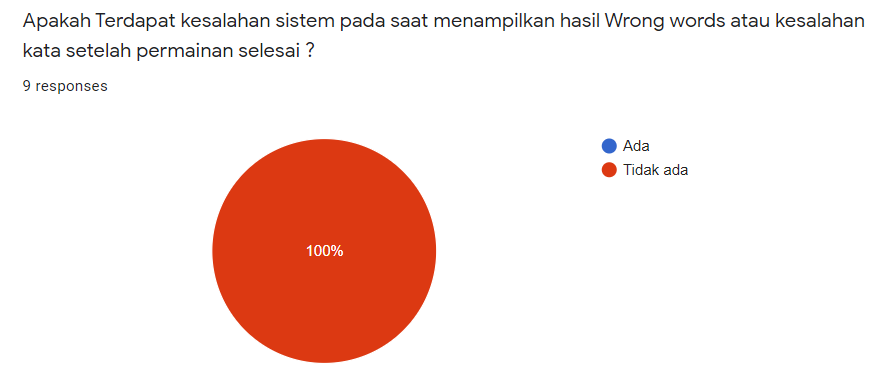 Apakah Terdapat kesalahan sistem pada saat menampilkan hasil Wrong words atau kesalahan
kata setelah permainan selesai ?
9 responses
Ada
Tidak ada
100%